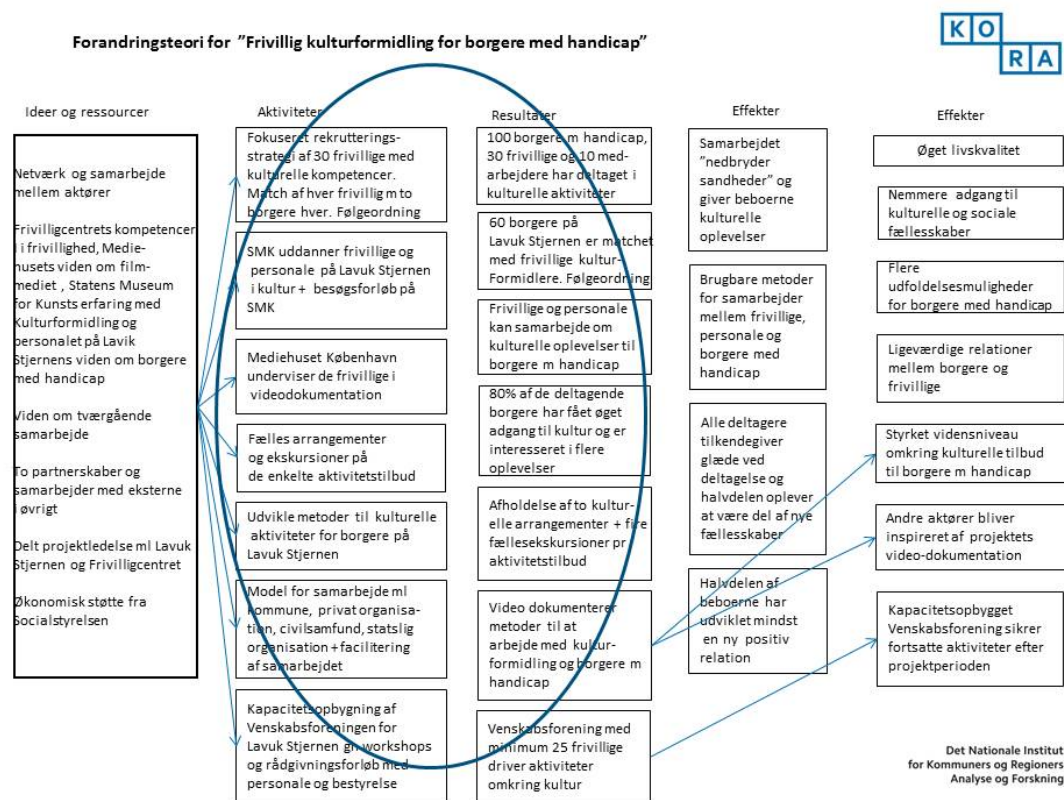 Forandringsteori for "Frivillig kulturformidling for borgere med handicap"
KO
RA
Ideer og ressourcer
Netværk og samarbejde
mellem aktører
Frivilligcentrets kompetencer
i frivillighed, Medie-
husets viden om film-
mediet , Statens Museum
for Kunsts erfaring med
Kulturformidling og
personalet på Lavik
Stjernens viden om borgere
med handicap
Viden om tværgående
samarbejde
To partnerskaber og
samarbejder med eksterne
i øvrigt
Delt projektledelse ml Lavuk
Stjernen og Frivilligcentret
Økonomisk støtte fra
Socialstyrelsen
Aktiviteter
Fokuseret rekrutterings-
strategi af 30 frivillige med
kulturelle kompetencer.
Match af hver frivillig m to
borgere hver. Følgeordning
SMK uddanner frivillige og
personale på Lavuk Stjernen
i kultur + besøgsforløb på
SMK
Mediehuset København
underviser de frivillige i
videodokumentation
Fælles arrangementer
og ekskursioner på
de enkelte aktivitetstilbud
Udvikle metoder til kulturelle
aktiviteter for borgere på
Lavuk Stjernen
Model for samarbejde ml
kommune, privat organisa-
tion, civilsamfund, statslig
organisation + facilitering
af samarbejdet
Kapacitetsopbygning af
Venskabsforeningen for
Lavuk Stjernen gn workshops
og rådgivningsforløb med
personale og bestyrelse
Resultater
100 borgere m handicap,
30 frivillige og 10 med-
arbejdere har deltaget i
kulturelle aktiviteter
60 borgere på
Lavuk Stjernen er matchet
med frivillige kultur-
Formidlere. Følgeordning
Frivillige og personale
kan samarbejde om
kulturelle oplevelser til
borgere m handicap
80% af de deltagende
borgere har fået øget
adgang til kultur og er
interesseret i flere
oplevelser
Afholdelse af to kultur-
elle arrangementer + fire
fællesekskursioner pr
aktivitetstilbud
Video dokumenterer
metoder til at
arbejde med kultur-
formidling og borgere m
handicap
Venskabsforening med
minimum 25 frivillige
driver aktiviteter
omkring kultur
Effekter
Samarbejdet
"nedbryder
sandheder" og
giver beboerne
kulturelle
oplevelser
Brugbare metoder
for samarbejder
mellem frivillige,
personale og
borgere med
handicap
Alle deltagere
tilkendegiver
glæde ved
deltagelse og
halvdelen oplever
at være del af nye
fællesskaber
Halvdelen af
beboerne har
udviklet mindst
en ny positiv
relation
Effekter
Øget livskvalitet
Nemmere adgang til
kulturelle og sociale
fællesskaber
Flere
udfoldelsesmuligheder
for borgere med handicap
Ligeværdige relationer
mellem borgere og
frivillige
Styrket vidensniveau
omkring kulturelle tilbud
til borgere m handicap
Andre aktører bliver
inspireret af projektets
video-dokumentation
Kapacitetsopbygget
Venskabsforening sikrer
fortsatte aktiviteter efter
projektperioden
Det Nationale Institut
for Kommuners og Regioners
Analyse og Forskning